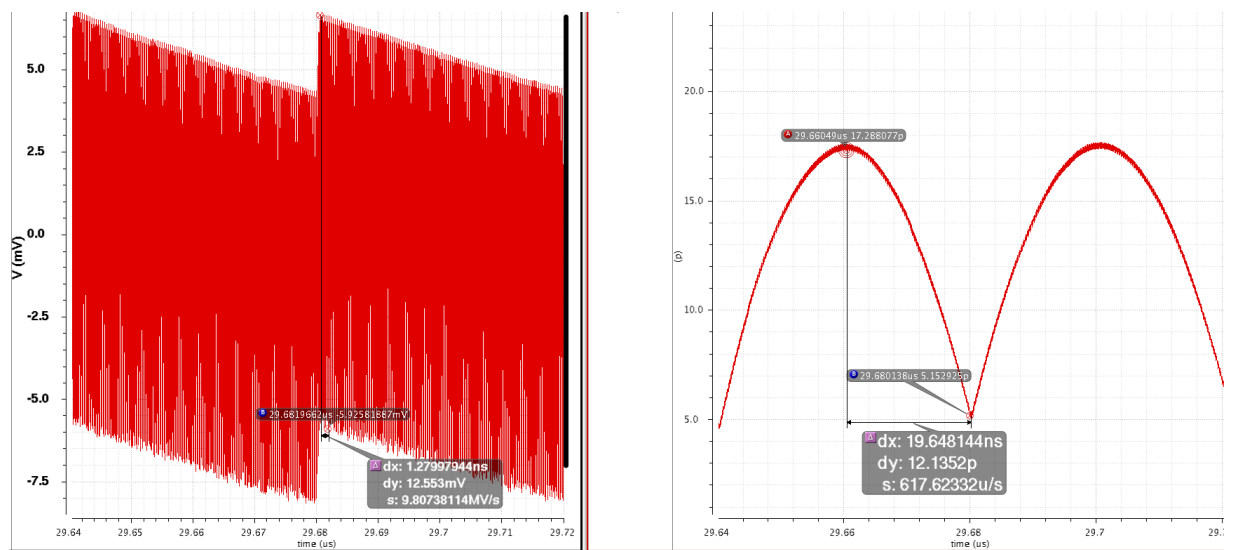 5.0
2.5
0.0
-2.5
-5.0
-7.5
V (mV)
29.6819662us -5.92581887mV
dx: 1.27997944ns
dy: 12.553mV
s: 9.80738114MV/s
29.64
29.65
29.66
29.67
29.68
29.69
29.7
29.71
29.72
time (us)
20.0
15.0
10.0
5.0
(p)
A 29.66049us 17.288077p
B 29.680138us 5.152925p
dx: 19.648144ns
dy: 12.1352p
s: 617.62332u/s
29.64
29.66
29.68
29.7
time (us)